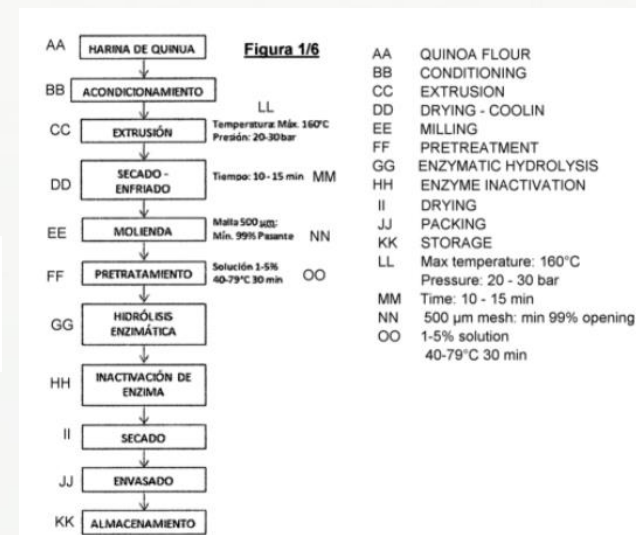 Figura 1/6
AA HARINA DE QUINUA
BB ACONDICIONAMIENTO
LL
CC EXTRUSIÓN Temperatura: Máx. 160°C
Presión: 20-30 bar
DD SECADO -
ENFRIADO
Tiempo: 10 - 15 min MM
EE MOLIENDA Malla 500 µm:
Mín. 99% Pasante NN
FF PRETRATAMIENTO Solución 1-5%
40-79°C 30 min OO
GG HIDRÓLISIS
ENZIMÁTICA
HH INACTIVACIÓN DE
ENZIMA
II SECADO
JJ ENVASADO
KK ALMACENAMIENTO
AA QUINOA FLOUR
BB CONDITIONING
CC EXTRUSION
DD DRYING - COOLIN
EE MILLING
FF PRETREATMENT
GG ENZYMATIC HYDROLYSIS
HH ENZYME INACTIVATION
II DRYING
JJ PACKING
KK STORAGE
LL Max temperature: 160°C
Pressure: 20 - 30 bar
MM Time: 10 - 15 min
NN 500 µm mesh: min 99% opening
OO 1-5% solution
40-79°C 30 min